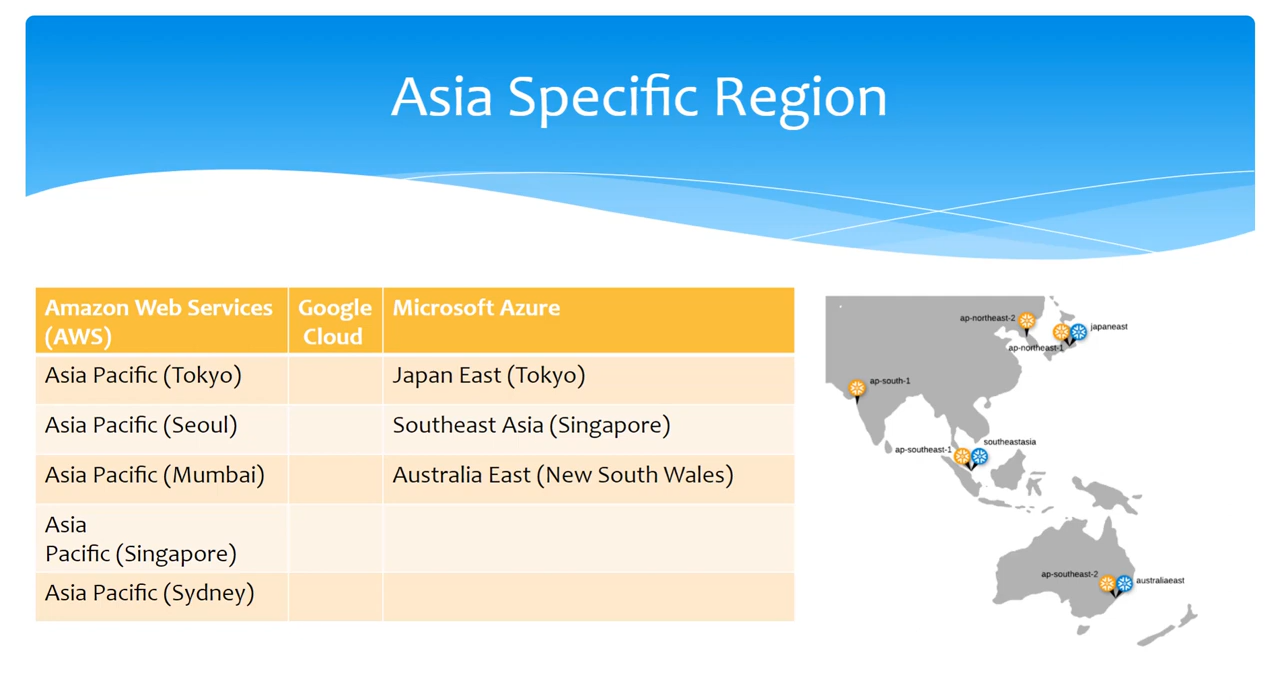 Asia Specific Region
Amazon Web Services
(AWS)
Google
Cloud
Microsoft Azure
Asia Pacific (Tokyo)
Japan East (Tokyo)
Asia Pacific (Seoul)
Southeast Asia (Singapore)
Asia Pacific (Mumbai)
Australia East (New South Wales)
Asia
Pacific (Singapore)
Asia Pacific (Sydney)
ap-northeast-2
japaneast
ap-northeast-1
ap-south-1
southeastasia
ap-southeast-1
ap-southeast-2
australiaeast